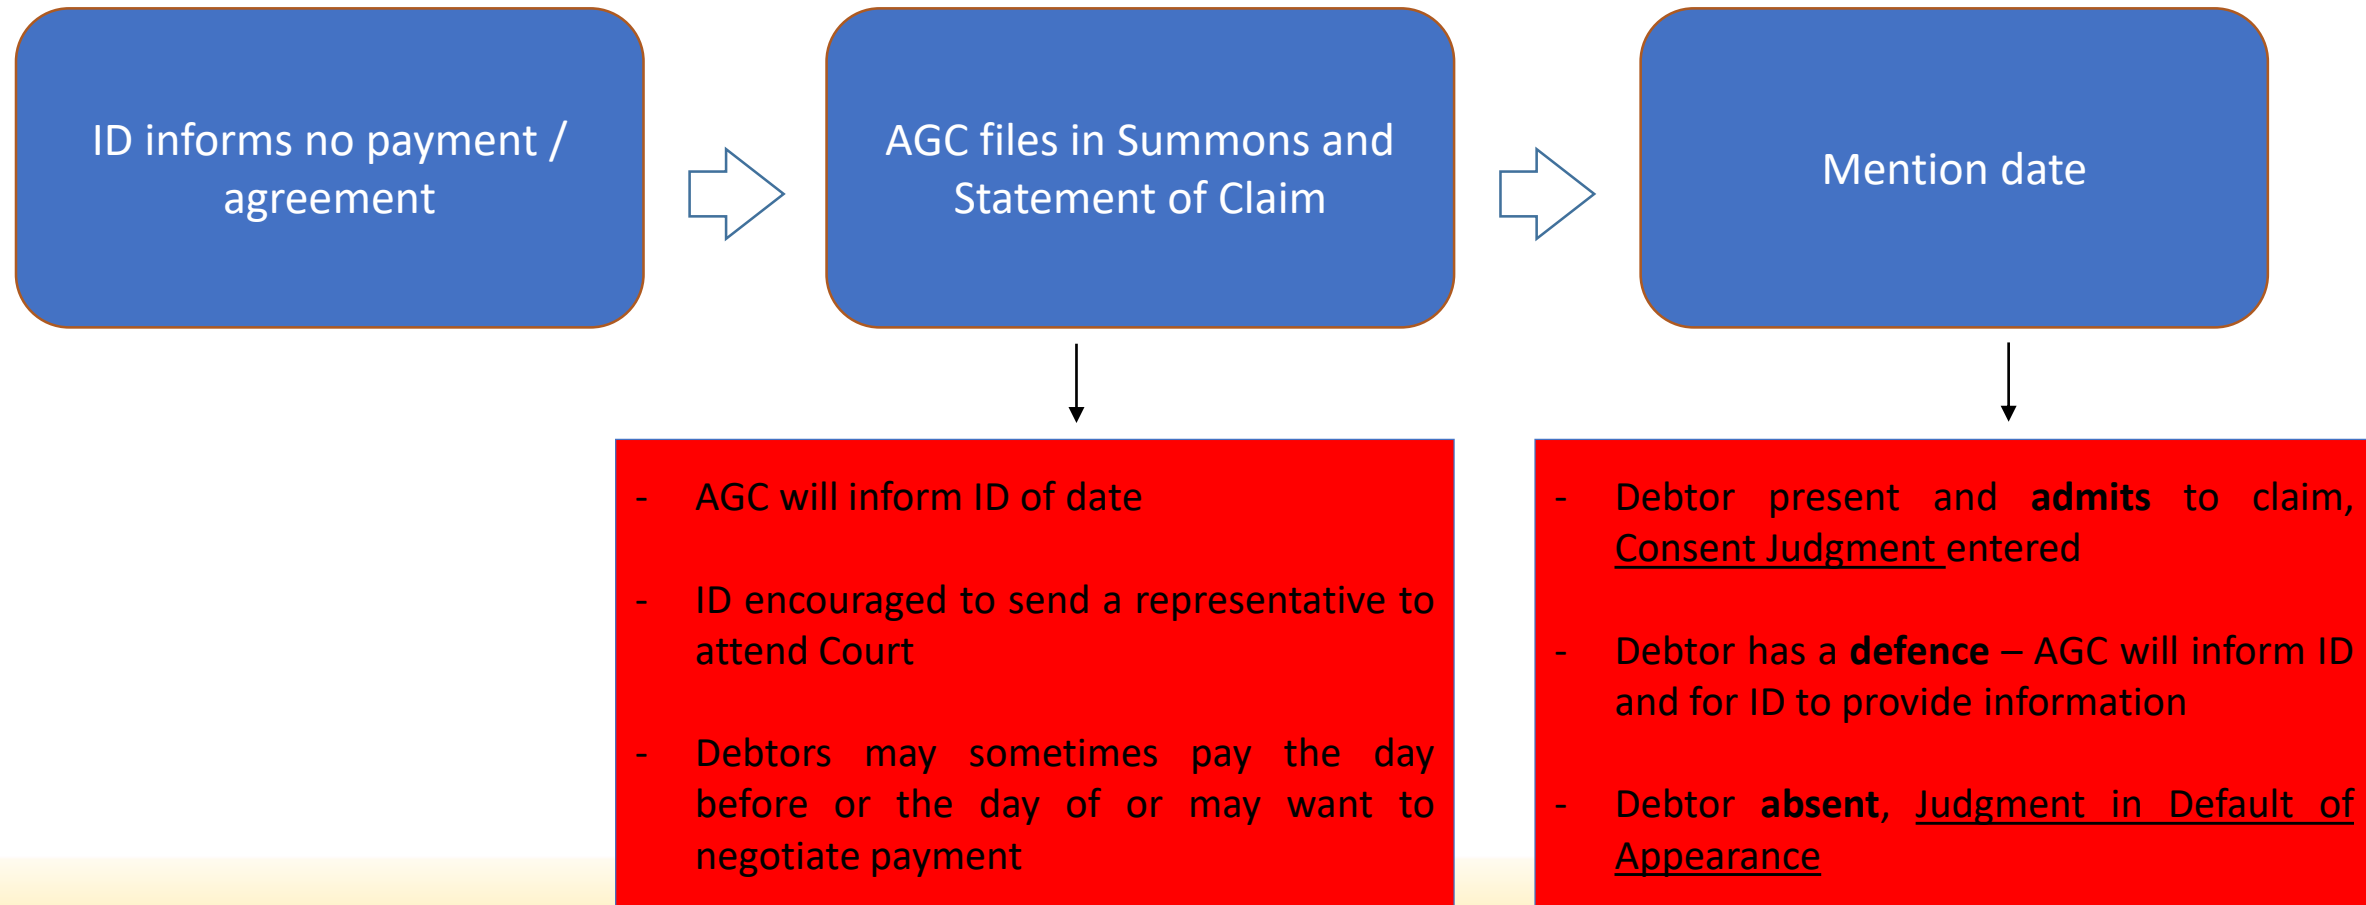 ID informs no payment /
agreement
AGC files in Summons and
Statement of Claim
Mention date
- AGC will inform ID of date
- ID encouraged to send a representative to
attend Court
- Debtors may sometimes pay the day
before or the day of or may want to
negotiate payment
- Debtor present and admits to claim,
Consent Judgment entered
- Debtor has a defence – AGC will inform ID
and for ID to provide information
- Debtor absent, Judgment in Default of
Appearance